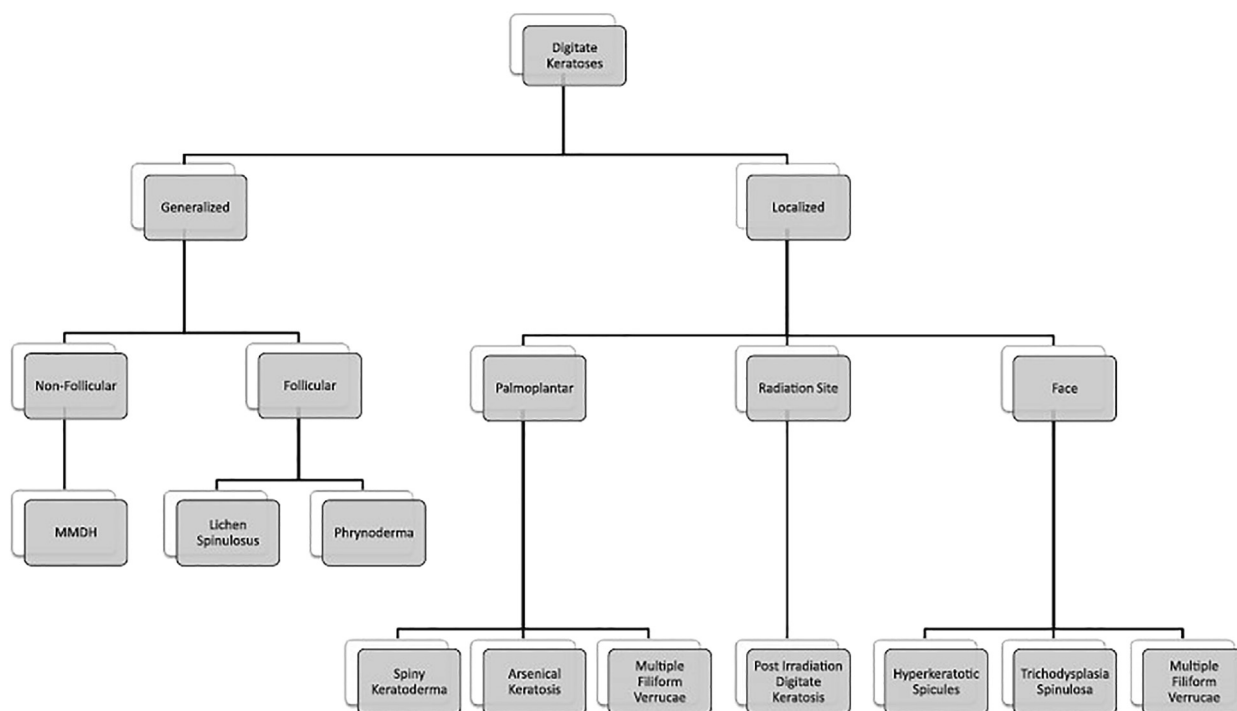 Digitate
Keratoses
Generalized
Localized
Non-Follicular
Follicular
Palmoplantar
Radiation Site
Face
MMDH
Lichen
Spinulosus
Phrynoderma
Spiny
Keratoderma
Arsenical
Keratosis
Multiple
Filiform
Verrucae
Post Irradiation
Digitate
Keratosis
Hyperkeratotic
Spicules
Trichodysplasia
Spinulosa
Multiple
Filiform
Verrucae